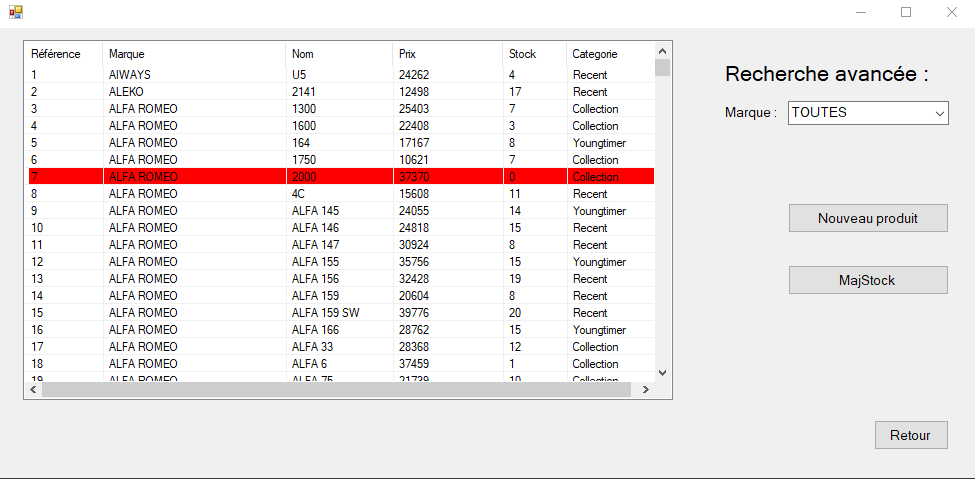 Référence Marque Nom Prix Stock Categorie
1 AIWAYS U5 24262 4 Recent
2 ALEKO 2141 12498 17 Recent
3 ALFA ROMEO 1300 25403 7 Collection
4 ALFA ROMEO 1600 22408 3 Collection
5 ALFA ROMEO 164 17167 8 Youngtimer
6 ALFA ROMEO 1750 10621 7 Collection
7 ALFA ROMEO 2000 37370 0 Collection
8 ALFA ROMEO 4C 15608 11 Recent
9 ALFA ROMEO ALFA 145 24055 14 Youngtimer
10 ALFA ROMEO ALFA 146 24818 15 Recent
11 ALFA ROMEO ALFA 147 30924 8 Recent
12 ALFA ROMEO ALFA 155 35756 15 Youngtimer
13 ALFA ROMEO ALFA 156 32428 19 Recent
14 ALFA ROMEO ALFA 159 20604 8 Recent
15 ALFA ROMEO ALFA 159 SW 39776 20 Recent
16 ALFA ROMEO ALFA 166 28762 15 Youngtimer
17 ALFA ROMEO ALFA 33 28368 12 Collection
18 ALFA ROMEO ALFA 6 37459 1 Collection
19 ALFA ROMEO ALFA 75 21739 10 Collection
Recherche avancée :
Marque : TOUTES
Nouveau produit
MajStock
Retour